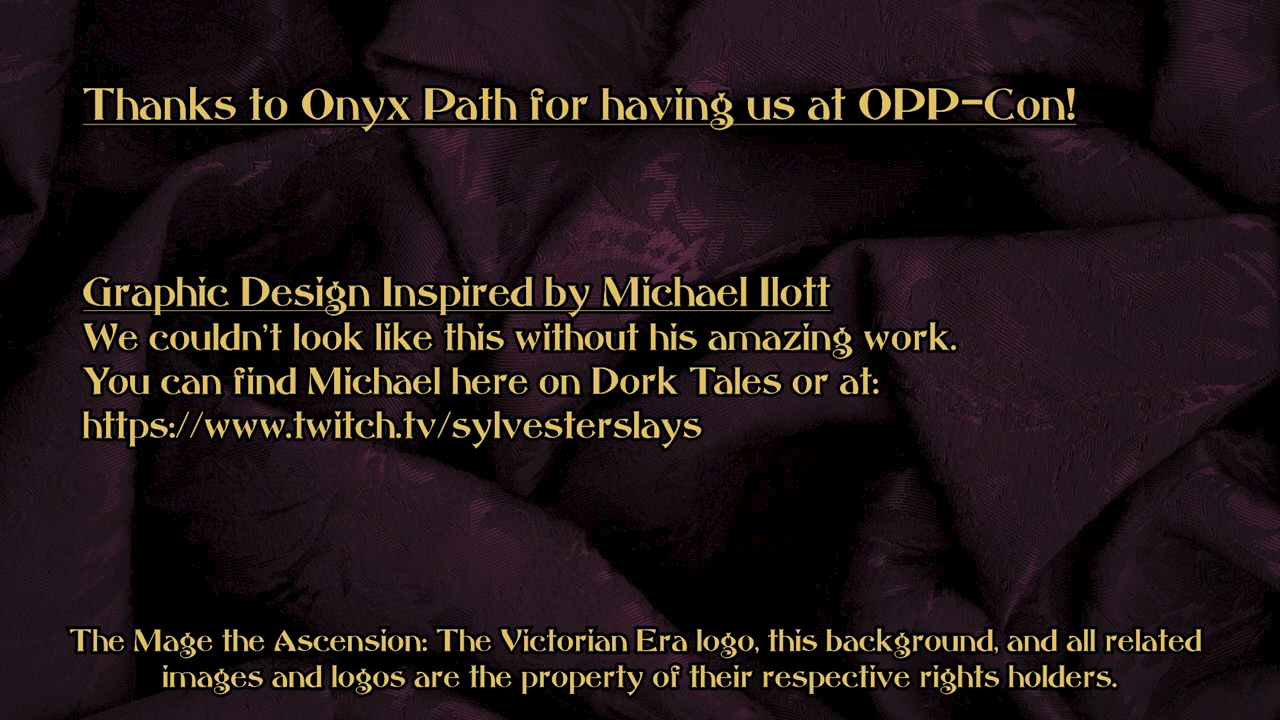 Thanks to Onyx Path for having us at OPP-Con!
Graphic Design Inspired by Michael Ilott
We couldn't look like this without his amazing work.
You can find Michael here on Dork Tales or at:
https://www.twitch.tv/sylvesterslays
The Mage the Ascension: The Victorian Era logo, this background, and all related
images and logos are the property of their respective rights holders.